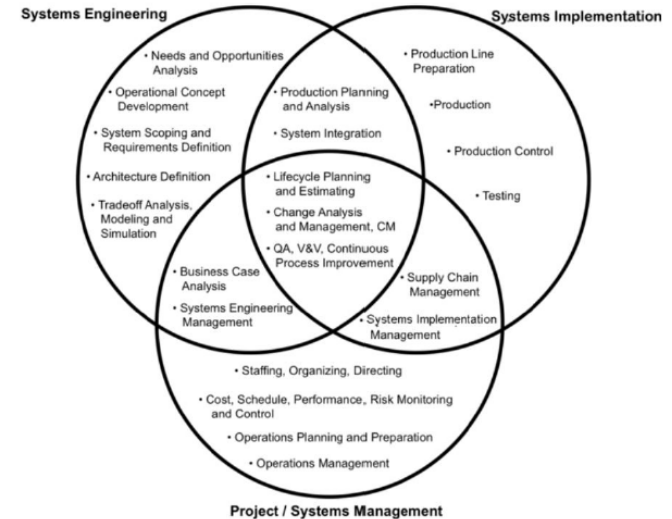 Systems Engineering
Systems Implementation
• Needs and Opportunities
Analysis
• Operational Concept
Development
• System Scoping and
Requirements Definition
• Architecture Definition
• Tradeoff Analysis,
Modeling and
Simulation
• Production Planning
and Analysis
• System Integration
• Production Line
Preparation
•Production
• Production Control
• Testing
• Lifecycle Planning
and Estimating
• Change Analysis
and Management, CM
• QA, V&V, Continuous
Process Improvement
• Business Case
Analysis
• Systems Engineering
Management
• Supply Chain
Management
• Systems Implementation
Management
• Staffing, Organizing, Directing
• Cost, Schedule, Performance, Risk Monitoring
and Control
• Operations Planning and Preparation
• Operations Management
Project / Systems Management